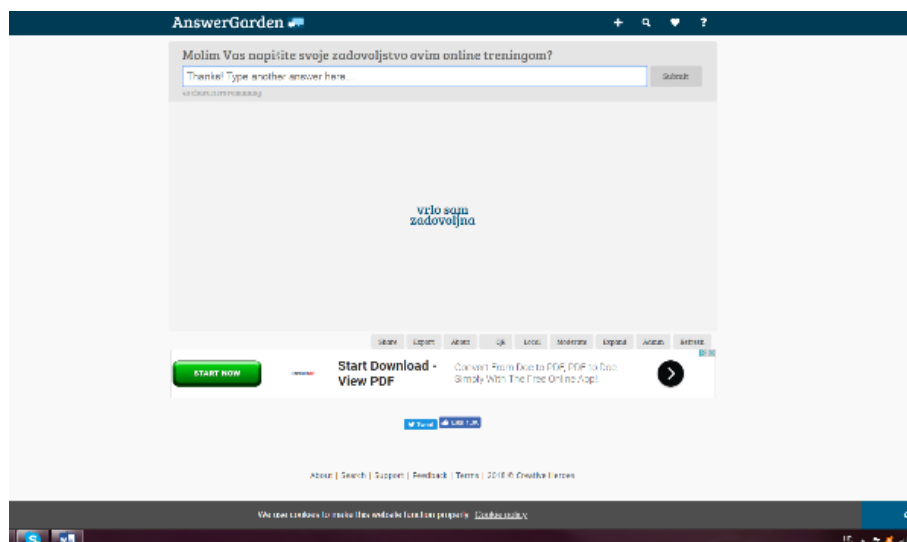 AnswerGarden
Molim Vas napišite svoje zadovoljstvo ovim online treningom?
Thanks! Type another answer here...
Submit
vrlo sam
zadovoljna
Share Export About QR Local Moderate Expand Admin Refresh
START NOW
Start Download -
View PDF
Convert From Doc to PDF, PDF to Doc
Simply With The Free Online App!
Tweet
About | Search | Support | Feedback | Terms | 2018 © Creative Heroes
We use cookies to make this website function properly. Cookie policy